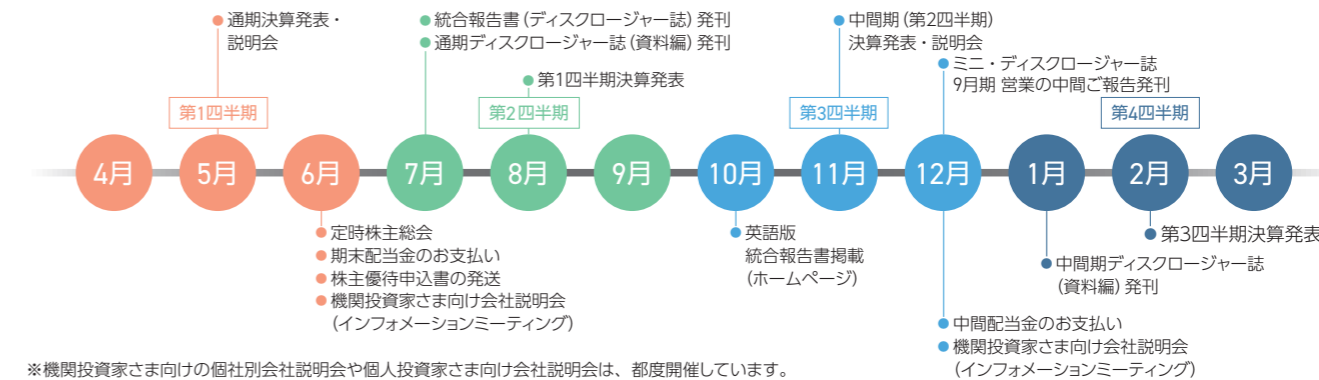 通期決算発表・
説明会
統合報告書(ディスクロージャー誌)発刊
通期ディスクロージャー誌(資料編)発刊
第1四半期決算発表
中間期(第2四半期)
決算発表・説明会
ミニ・ディスクロージャー誌
9月期 営業の中間ご報告発刊
第1四半期
第2四半期
第3四半期
第4四半期
4月
5月
6月
7月
8月
9月
10月
11月
12月
1月
2月
3月
定時株主総会
期末配当金のお支払い
株主優待申込書の発送
機関投資家さま向け会社説明会
(インフォメーションミーティング)
英語版
統合報告書掲載
(ホームページ)
中間配当金のお支払い
機関投資家さま向け会社説明会
(インフォメーションミーティング)
中間期ディスクロージャー誌
(資料編)発刊
第3四半期決算発表
※機関投資家さま向けの個社別会社説明会や個人投資家さま向け会社説明会は、都度開催しています。